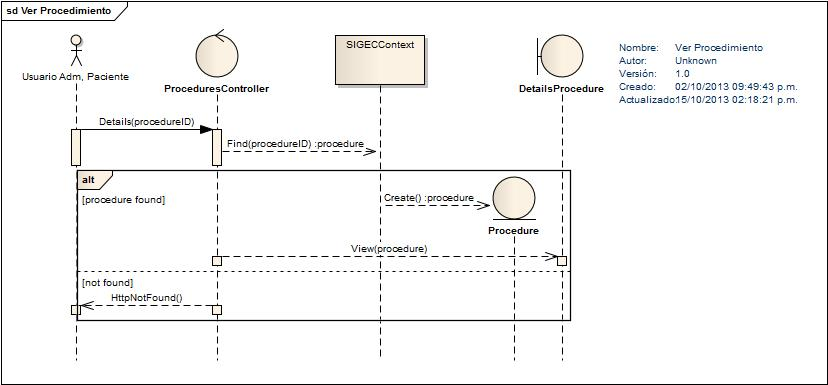 sd Ver Procedimiento
Usuario Adm, Paciente
ProceduresController
SIGECContext
DetailsProcedure
Nombre: Ver Procedimiento
Autor: Unknown
Versión: 1.0
Creado: 02/10/2013 09:49:43 p.m.
Actualizado:15/10/2013 02:18:21 p.m.
Details(procedureID)
Find(procedureID) :procedure
alt
[procedure found]
Create() :procedure
Procedure
View(procedure)
[not found]
HttpNotFound()